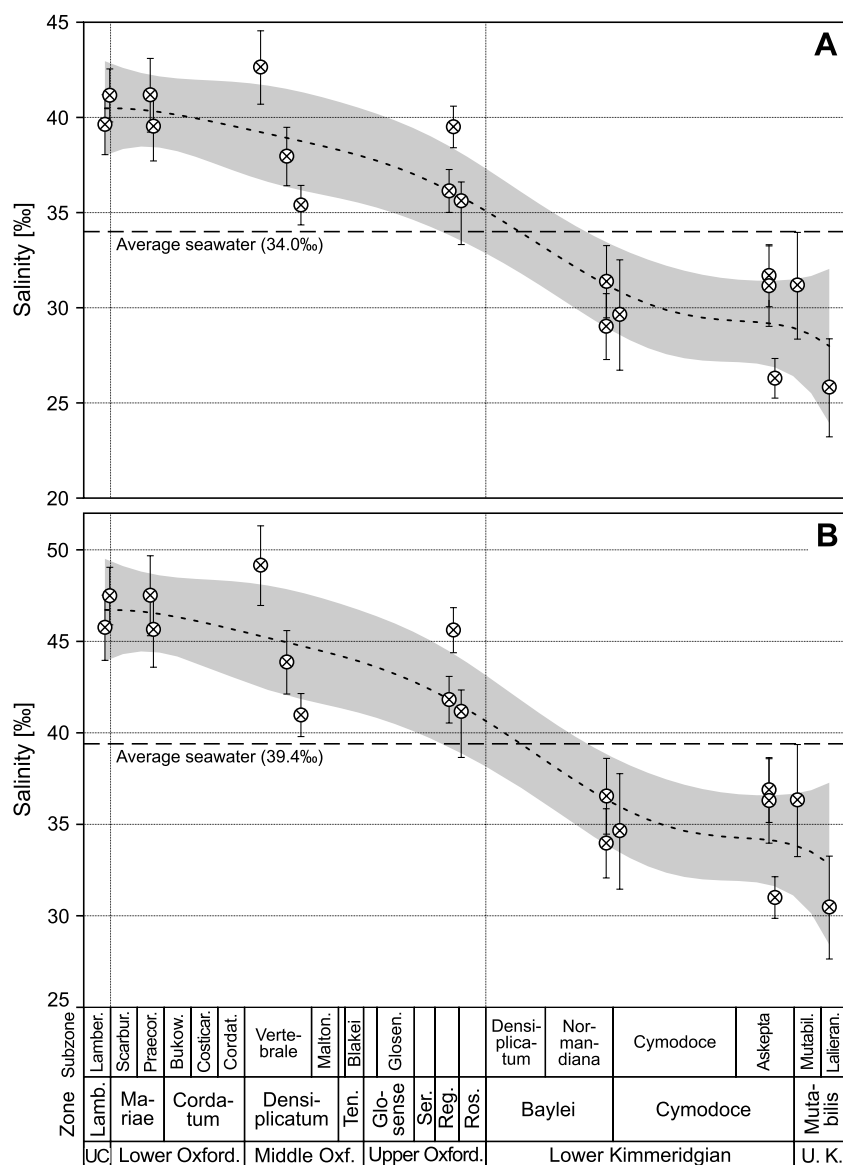 45
A
40
35
Average seawater (34.0‰)
30
25
20
Salinity [‰]
B
50
45
40
Average seawater (39.4‰)
35
30
25
Salinity [‰]
Subzone
Lamber.
Scarbur.
Praecor.
Bukow.
Costicar.
Cordat.
Verte-
brale
Malton.
Blakei
Glosen.
Densi-
plica-
tum
Nor-
man-
diana
Cymodoce
Askepta
Mutabil.
Lalieran.
Zone
Lamb.
Ma-
riae
Corda-
tum
Densi-
plicatum
Ten.
Glo-
sense
Ser.
Reg.
Ros.
Baylei
Cymodoce
Muta-
bilis
UC
Lower Oxford.
Middle Oxf.
Upper Oxford.
Lower Kimmeridgian
U. K.